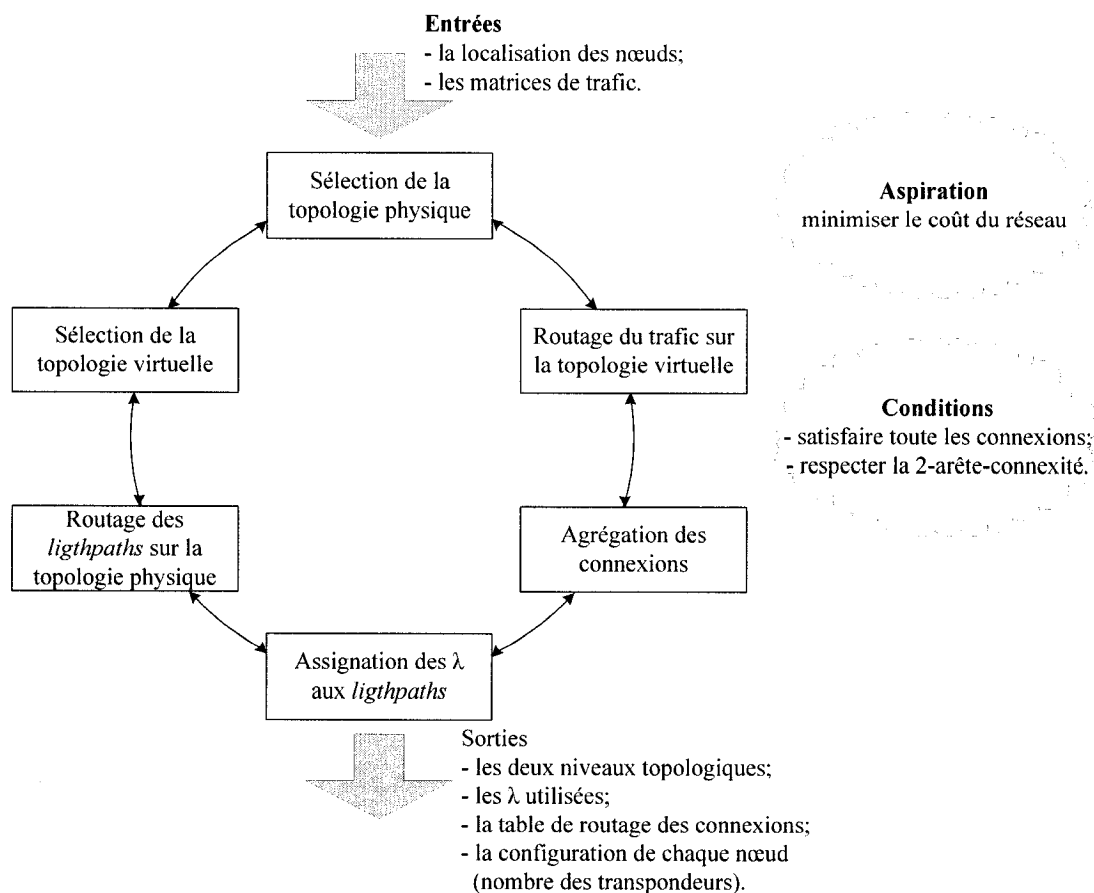 Entrées
- la localisation des nœuds;
- les matrices de trafic.
Sélection de la
topologie physique
Aspiration
minimiser le coût du réseau
Sélection de la
topologie virtuelle
Routage du trafic sur
la topologie virtuelle
Conditions
- satisfaire toute les connexions;
- respecter la 2-arête-connexité.
Routage des
ligthpaths sur la
topologie physique
Agrégation des
connexions
Assignation des λ
aux ligthpaths
Sorties
- les deux niveaux topologiques;
- les λ utilisées;
- la table de routage des connexions;
- la configuration de chaque nœud
(nombre des transpondeurs).